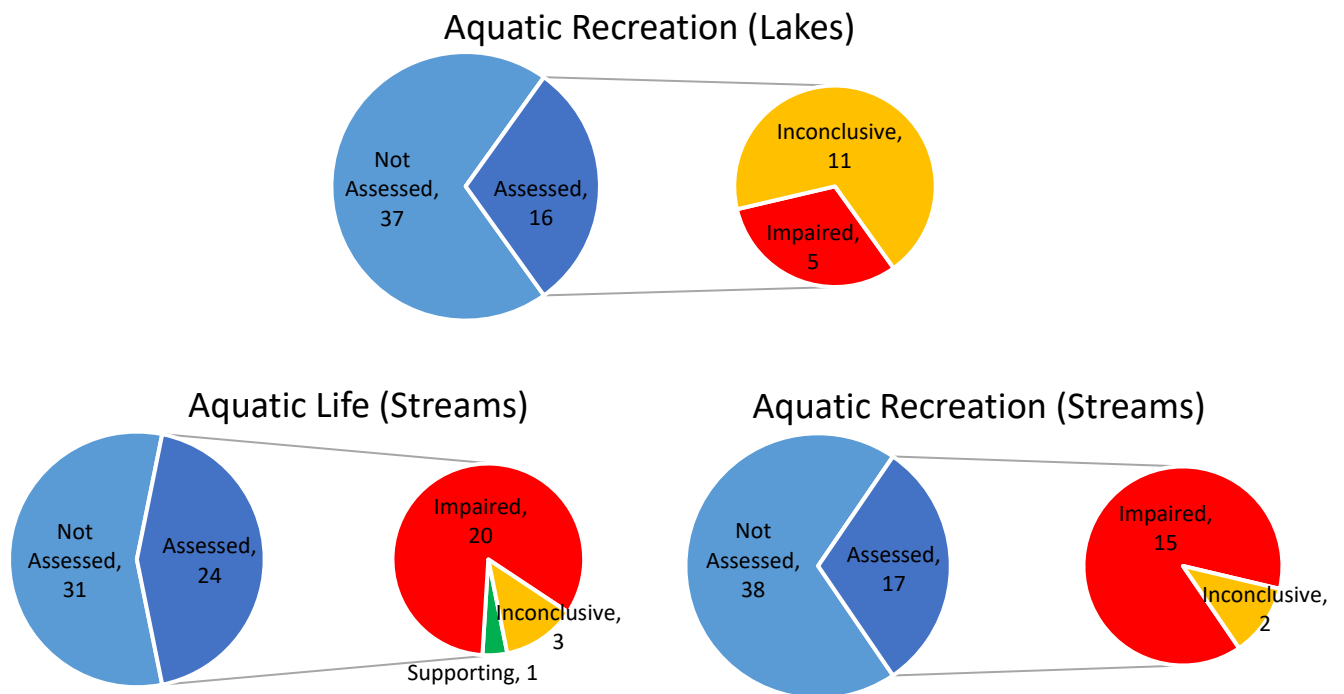 Aquatic Recreation (Lakes)
Not
Assessed,
37
Assessed,
16
Inconclusive,
11
Impaired,
5
Aquatic Life (Streams)
Not
Assessed,
31
Assessed,
24
Impaired,
20
Inconclusive,
3
Supporting, 1
Aquatic Recreation (Streams)
Not
Assessed,
38
Assessed,
17
Impaired,
15
Inconclusive,
2